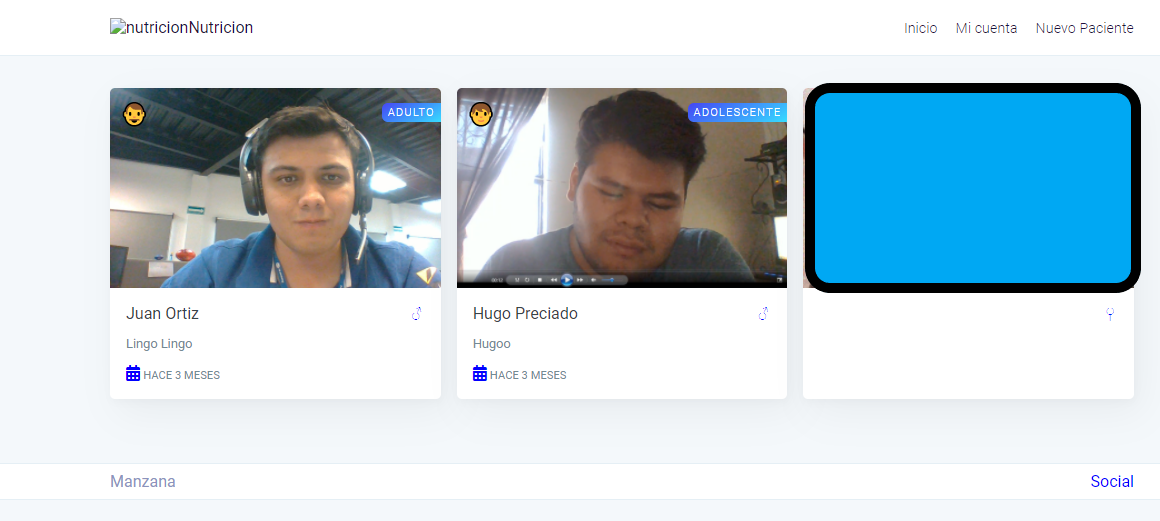 nutricionNutricion
Inicio Mi cuenta Nuevo Paciente
ADULTO
ADOLESCENTE
Juan Ortiz
Lingo Lingo
HACE 3 MESES
Hugo Preciado
Hugoo
HACE 3 MESES
Manzana
Social